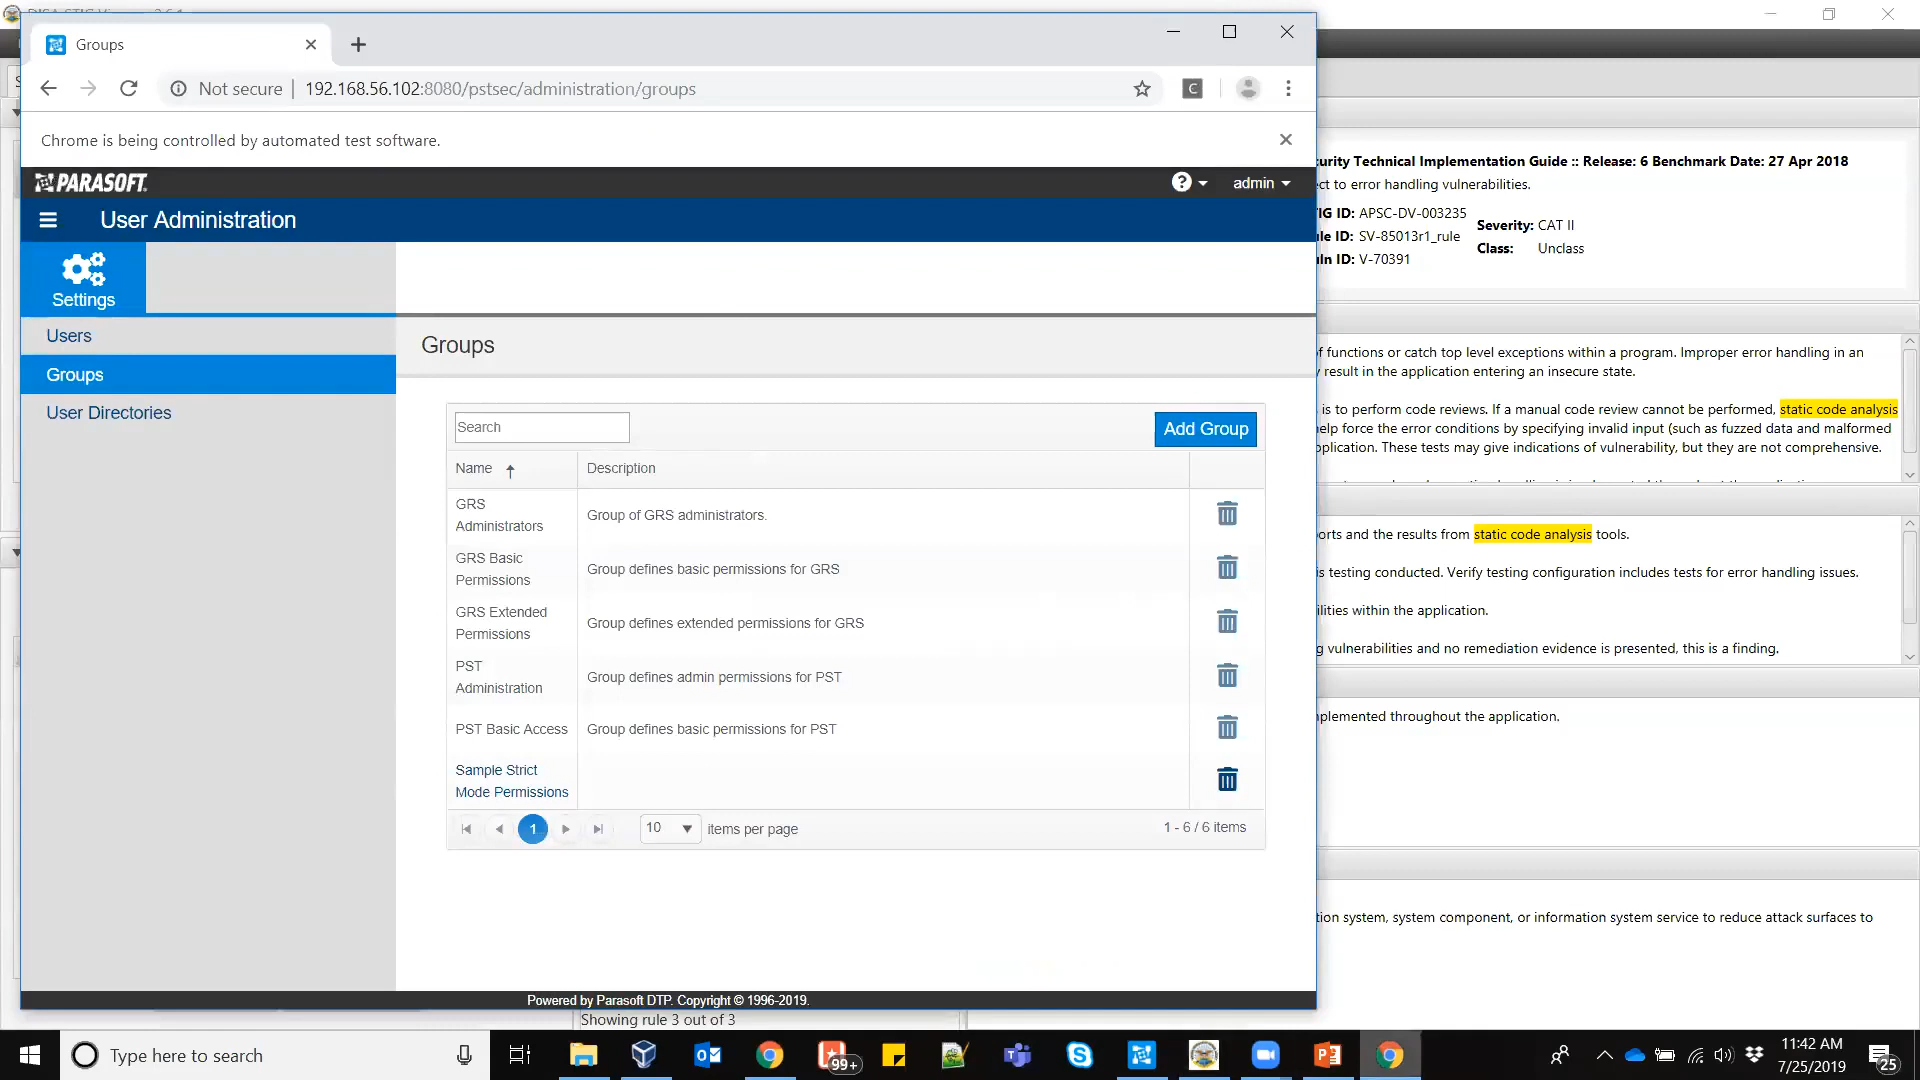 Groups
Not secure | 192.168.56.102:8080/pstsec/administration/groups
C
Chrome is being controlled by automated test software.
PARASOFT
? admin
User Administration
Settings
Users
Groups
User Directories
Groups
Search
Add Group
Name Description
GRS
Administrators
Group of GRS administrators.
GRS Basic
Permissions
Group defines basic permissions for GRS
GRS Extended
Permissions
Group defines extended permissions for GRS
PST
Administration
Group defines admin permissions for PST
PST Basic Access
Group defines basic permissions for PST
Sample Strict
Mode Permissions
1
10
items per page
1 - 6 / 6 items
Powered by Parasoft DTP. Copyright © 1996-2019.
Technical Implementation Guide :: Release: 6 Benchmark Date: 27 Apr 2018
to error handling vulnerabilities.
ID: APSC-DV-003235
Severity: CAT II
ID: SV-85013r1_rule
Class: Unclass
ID: V-70391
functions or catch top level exceptions within a program. Improper error handling in an
result in the application entering an insecure state.
is to perform code reviews. If a manual code review cannot be performed, static code analysis
force the error conditions by specifying invalid input (such as fuzzed data and malformed
These tests may give indications of vulnerability, but they are not comprehensive.
and the results from static code analysis tools.
testing conducted. Verify testing configuration includes tests for error handling issues.
within the application.
vulnerabilities and no remediation evidence is presented, this is a finding.
throughout the application.
system, system component, or information system service to reduce attack surfaces to
Showing rule 3 out of 3
Type here to search
99+
11:42 AM
7/25/2019
25